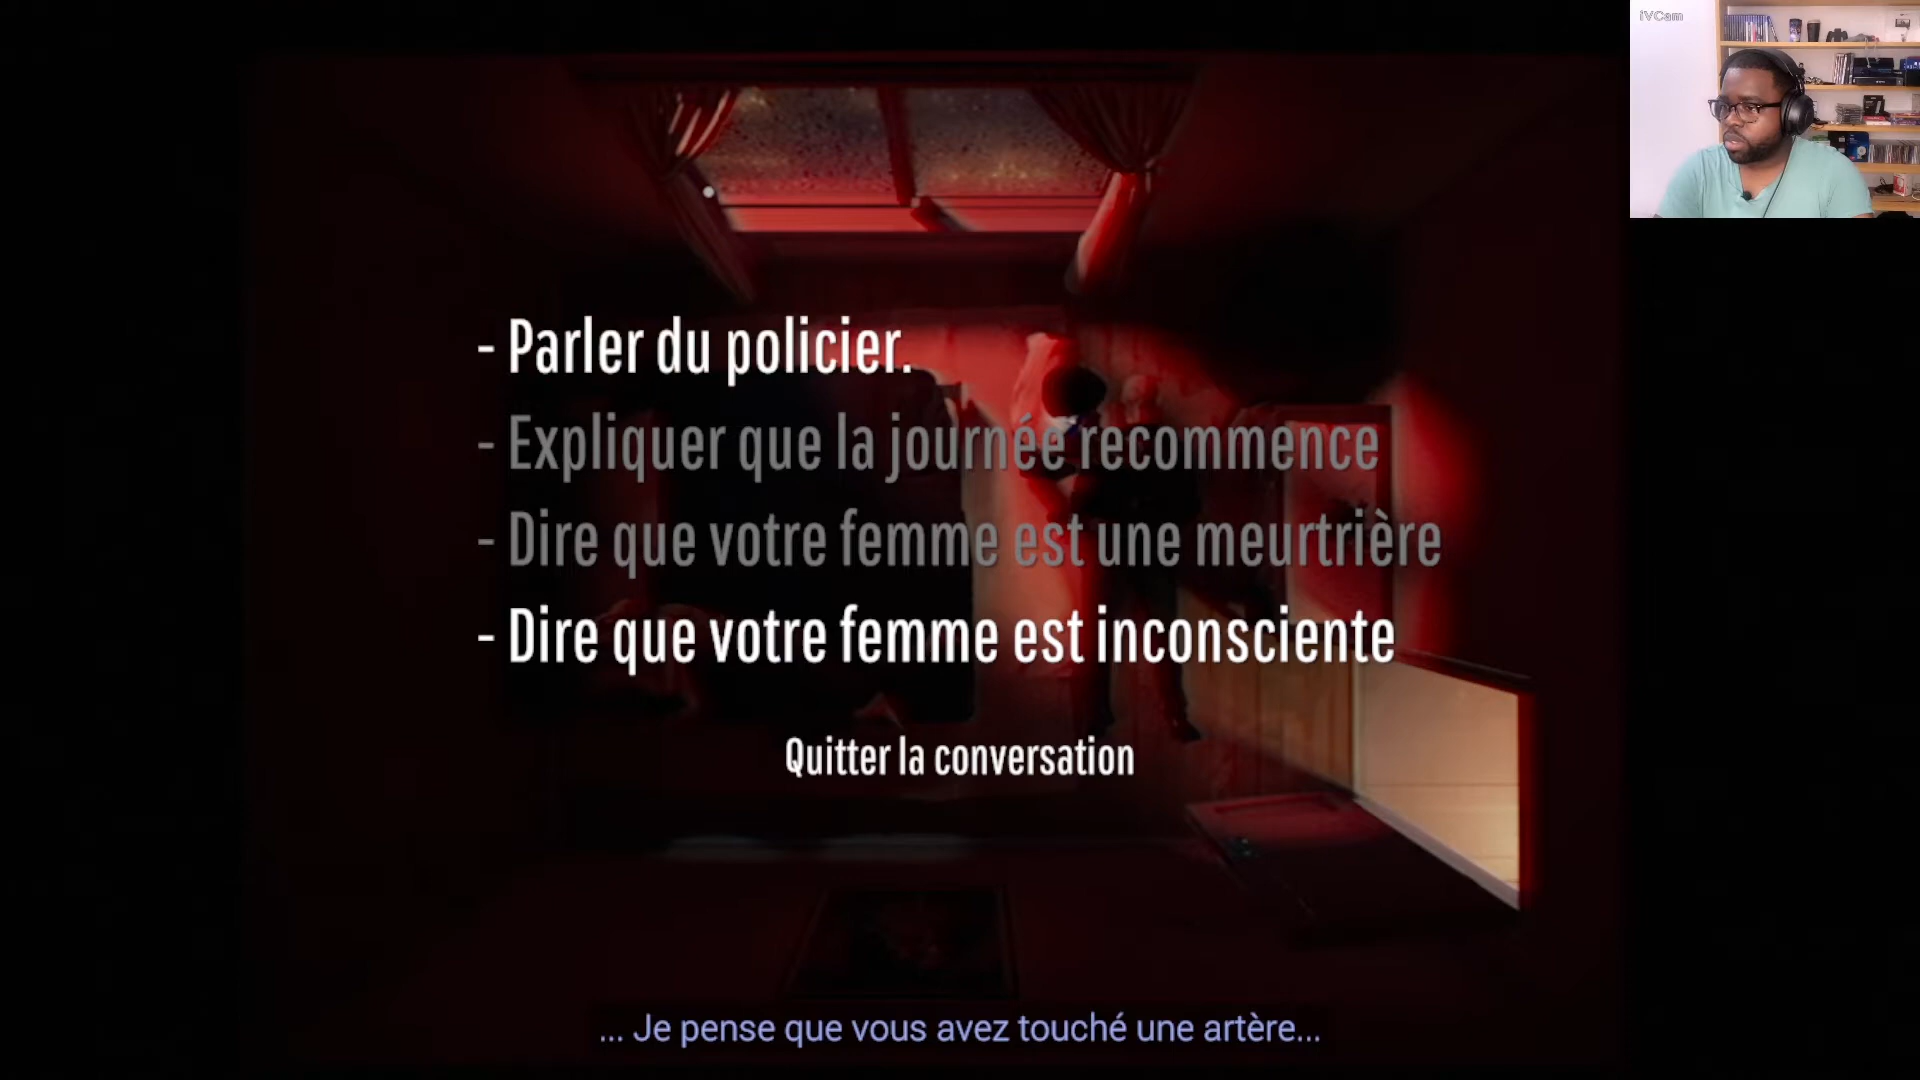 iVCam
- Parler du policier.
- Expliquer que la journée recommence
- Dire que votre femme est une meurtrière
- Dire que votre femme est inconsciente
Quitter la conversation
... Je pense que vous avez touché une artère...